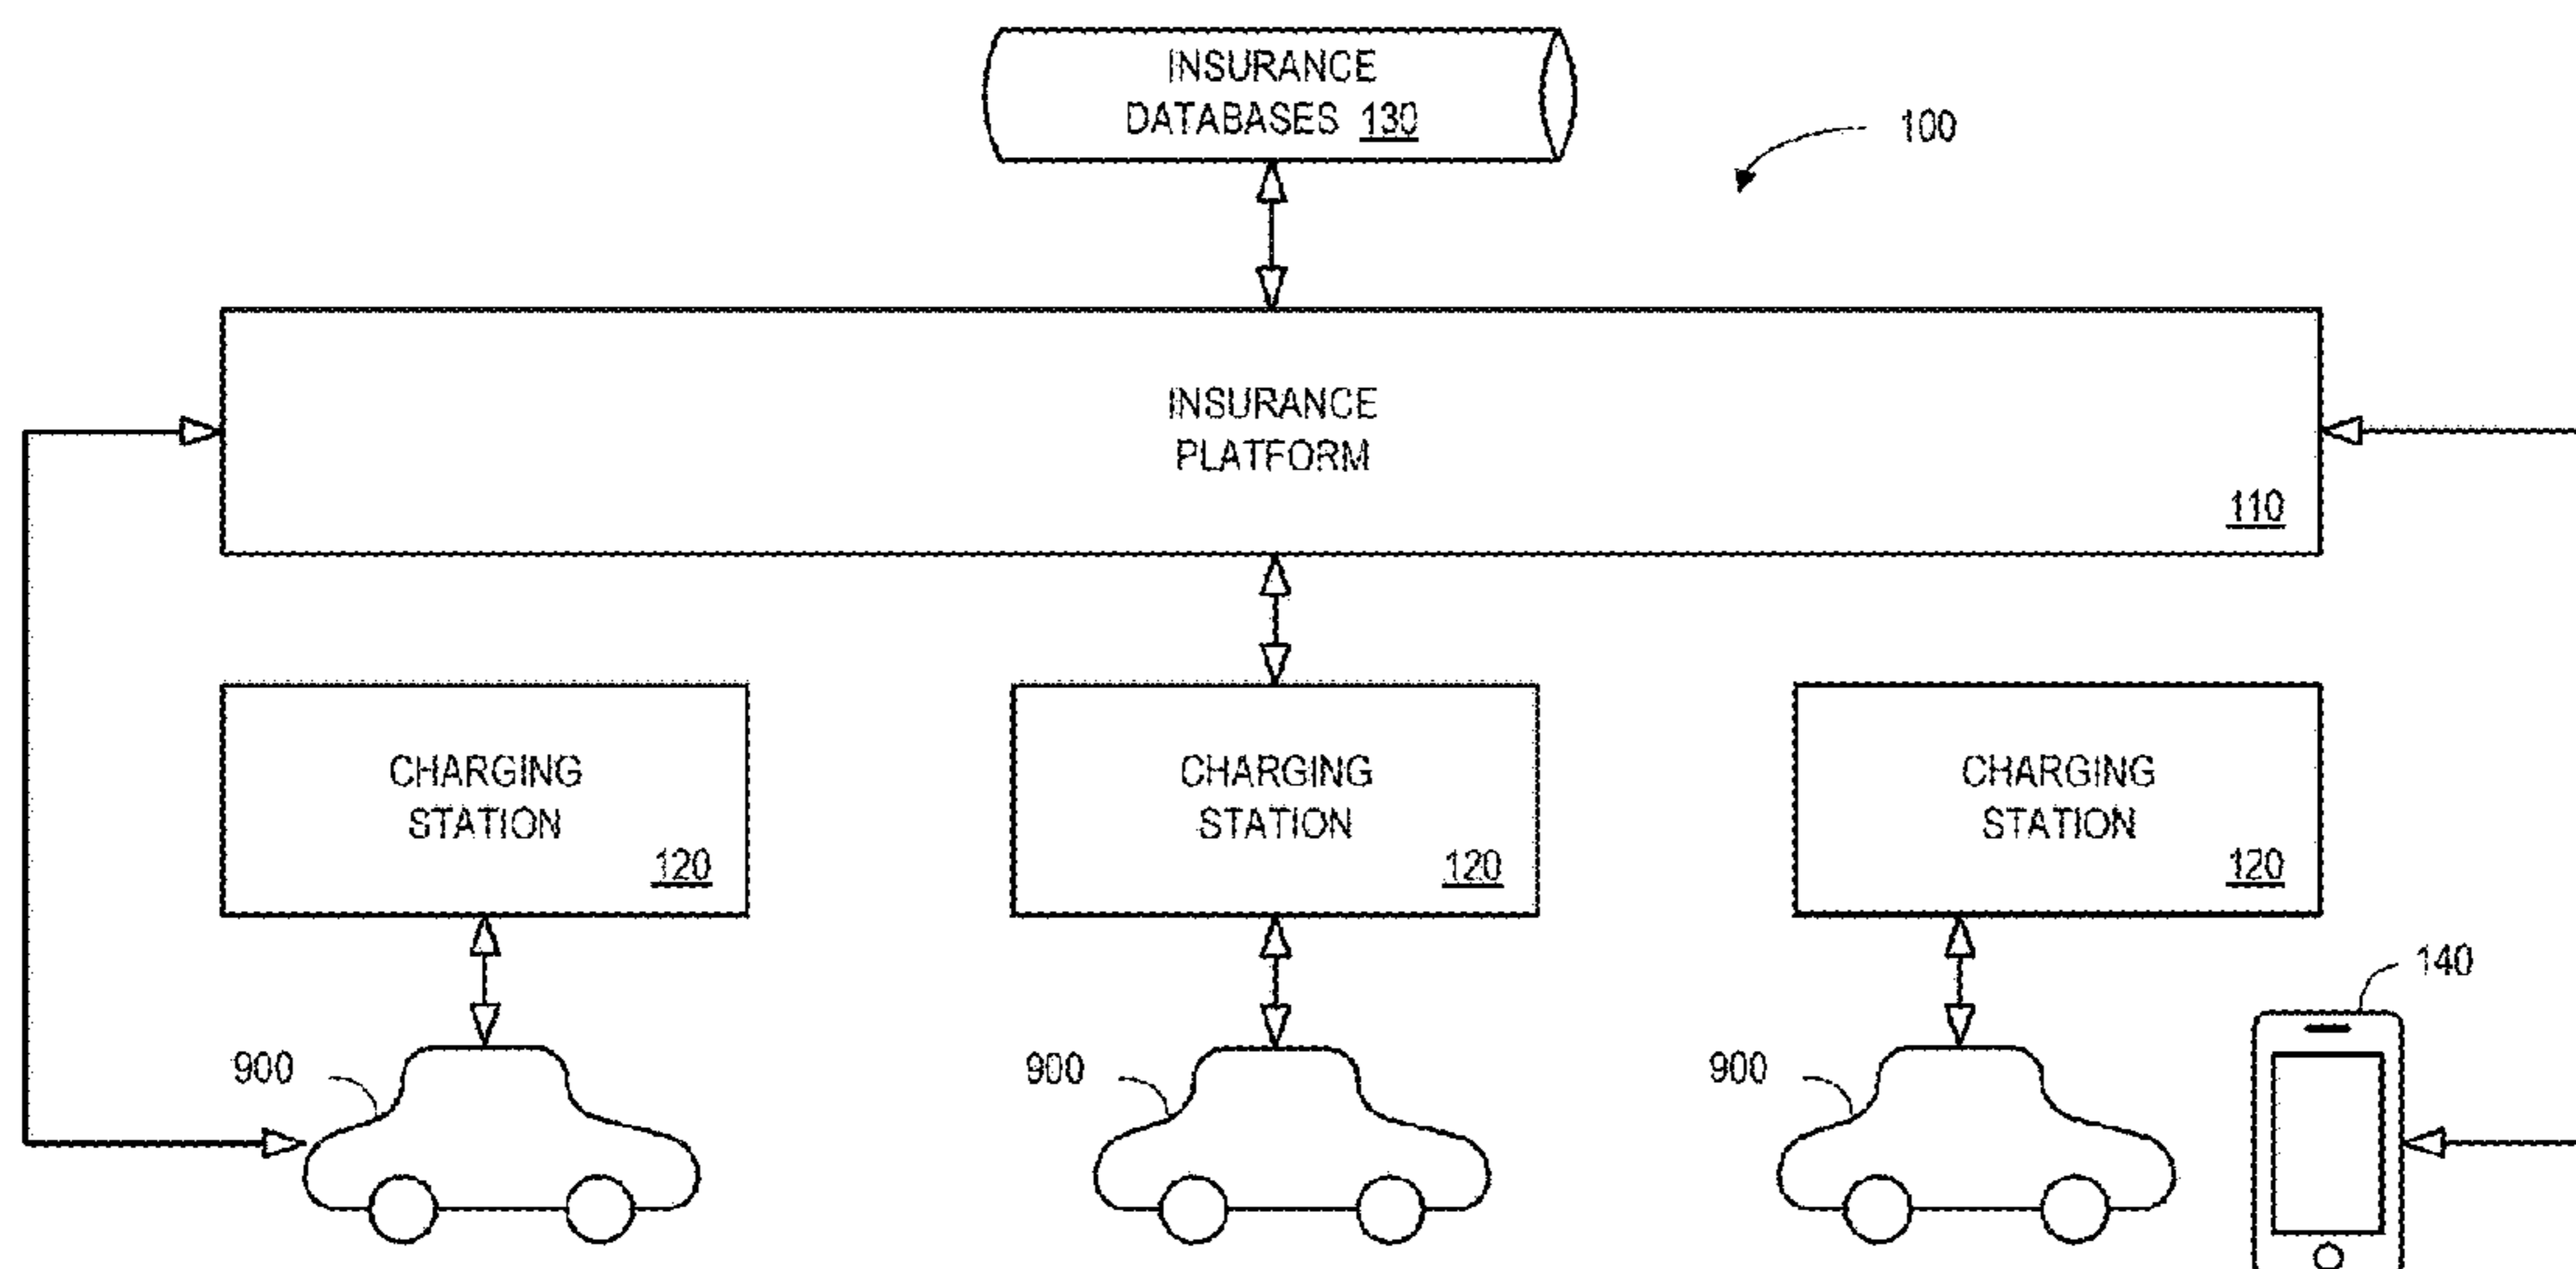 INSURANCE
DATABASES 130
100
INSURANCE
PLATFORM
110
CHARGING
STATION
120
CHARGING
STATION
120
CHARGING
STATION
120
140
900
900
900